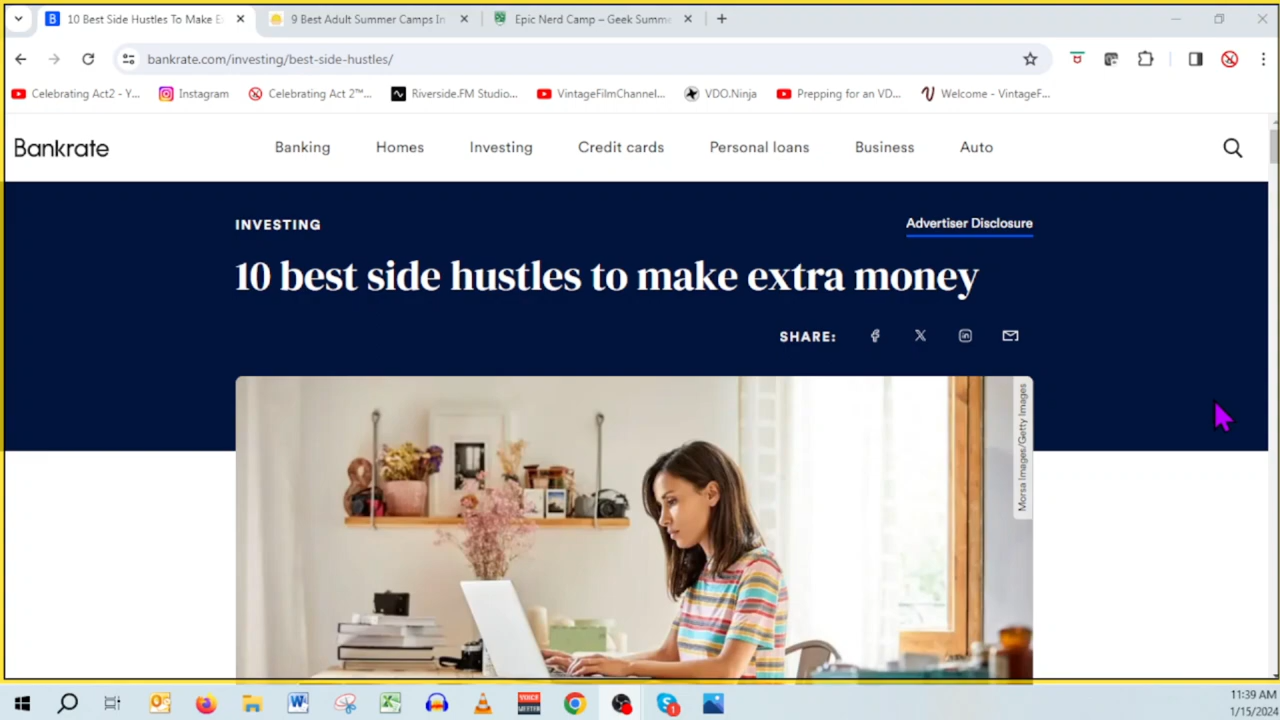 10 Best Side Hustles To Make E
9 Best Adult Summer Camps In
Epic Nerd Camp – Geek Summe
bankrate.com/investing/best-side-hustles/
Celebrating Act2 - Y...
Instagram
Celebrating Act 2™...
Riverside.FM Studio...
VintageFilmChannel...
VDO.Ninja
Prepping for an VD...
Welcome - VintageF...
Bankrate
Banking
Homes
Investing
Credit cards
Personal loans
Business
Auto
INVESTING
Advertiser Disclosure
10 best side hustles to make extra money
SHARE:
Morsa Images/Getty Images
11:39 AM
1/15/2024